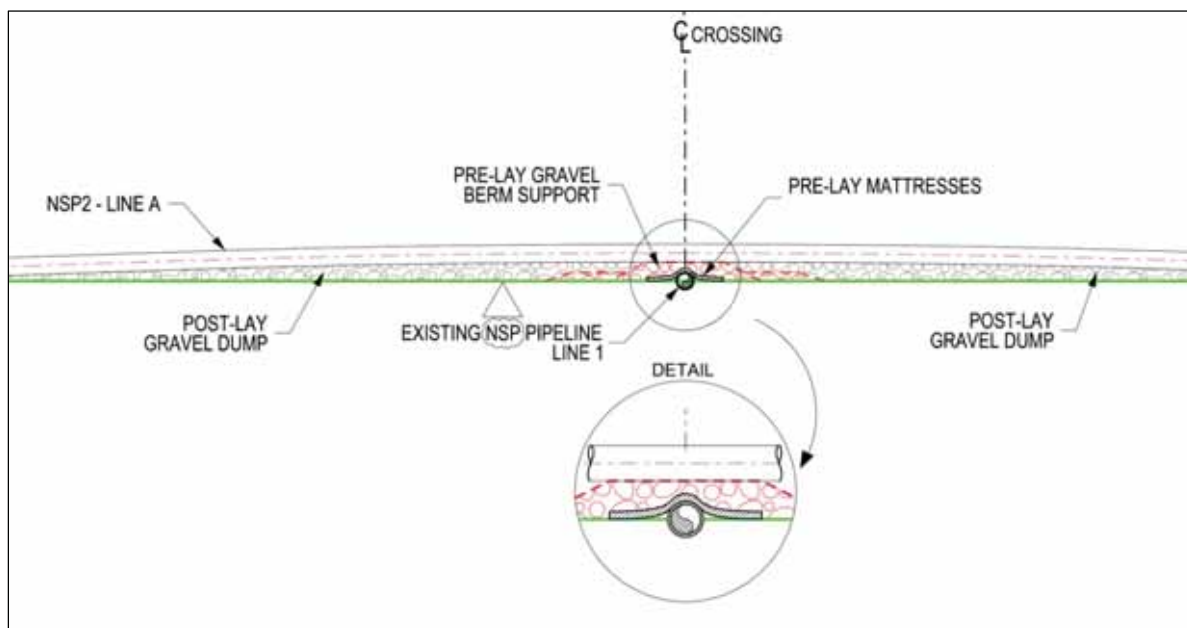 CL CROSSING
PRE-LAY GRAVEL
BERM SUPPORT
PRE-LAY MATTRESSES
NSP2 - LINE A
POST-LAY
GRAVEL DUMP
EXISTING NSP PIPELINE
LINE 1
POST-LAY
GRAVEL DUMP
DETAIL